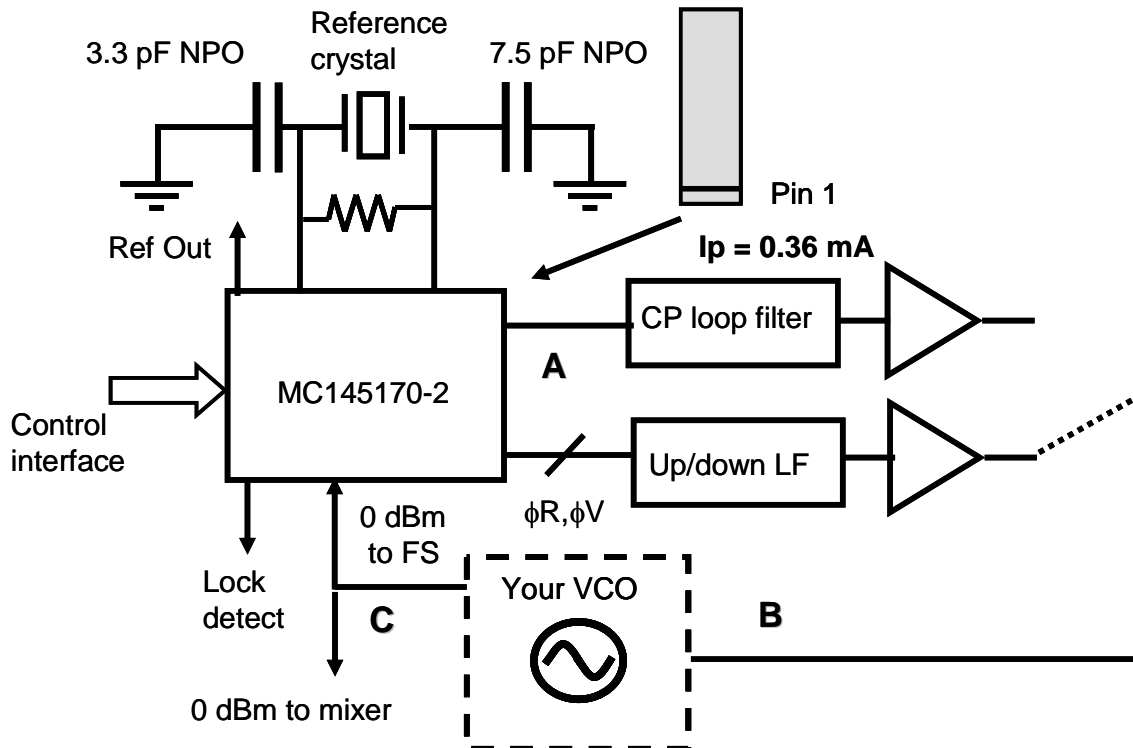 Reference
crystal
3.3 pF NPO
7.5 pF NPO
Pin 1
Ref Out
Ip = 0.36 mA
CP loop filter
A
MC145170-2
Control
interface
Up/down LF
ϕR,ϕV
0 dBm
to FS
Lock
detect
C
Your VCO
B
0 dBm to mixer